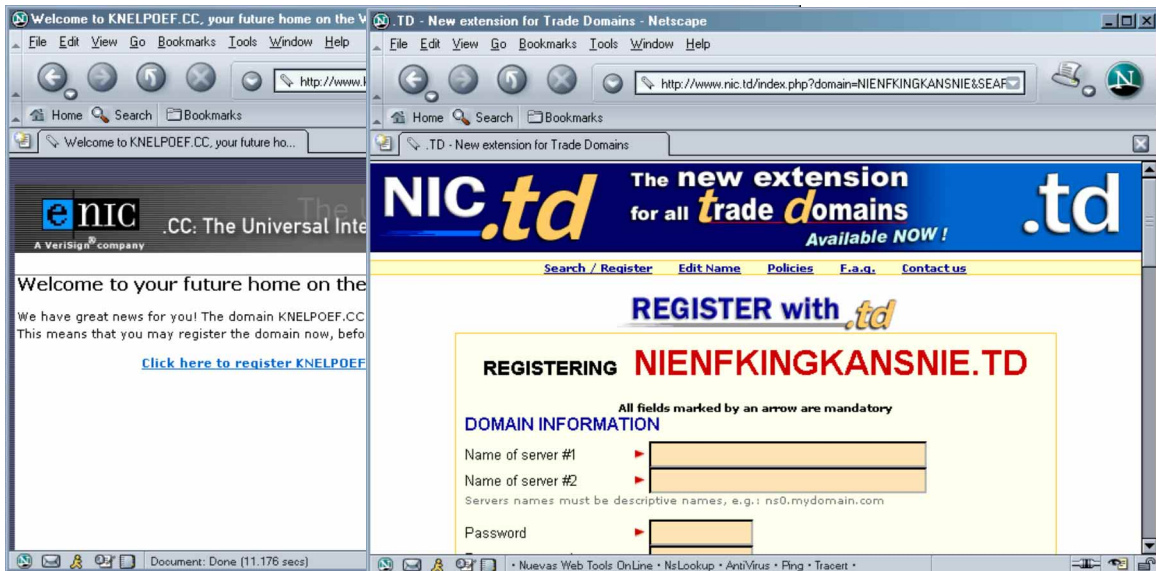 Welcome to KNELPOEF.CC, your future home on the V
File Edit View Go Bookmarks Tools Window Help
http://www.k
Home Search Bookmarks
Welcome to KNELPOEF.CC, your future ho...
e nic
A VeriSign® company
.CC: The Universal Inte
Welcome to your future home on the
We have great news for you! The domain KNELPOEF.CC
This means that you may register the domain now, befo
Click here to register KNELPOEF
Document: Done (11.176 secs)
.TD - New extension for Trade Domains - Netscape
File Edit View Go Bookmarks Tools Window Help
http://www.nic.td/index.php?domain=NIENFKINGKANSNIE&SEAF
N
Home Search Bookmarks
.TD - New extension for Trade Domains
NIC.td
The new extension
for all trade domains
Available NOW !
.td
Search / Register Edit Name Policies F.a.q. Contact us
REGISTER with .td
REGISTERING NIENFKINGKANSNIE.TD
All fields marked by an arrow are mandatory
DOMAIN INFORMATION
Name of server #1
Name of server #2
Servers names must be descriptive names, e.g.: ns0.mydomain.com
Password
• Nuevas Web Tools OnLine • NsLookup • AntiVirus • Ping • Tracert •